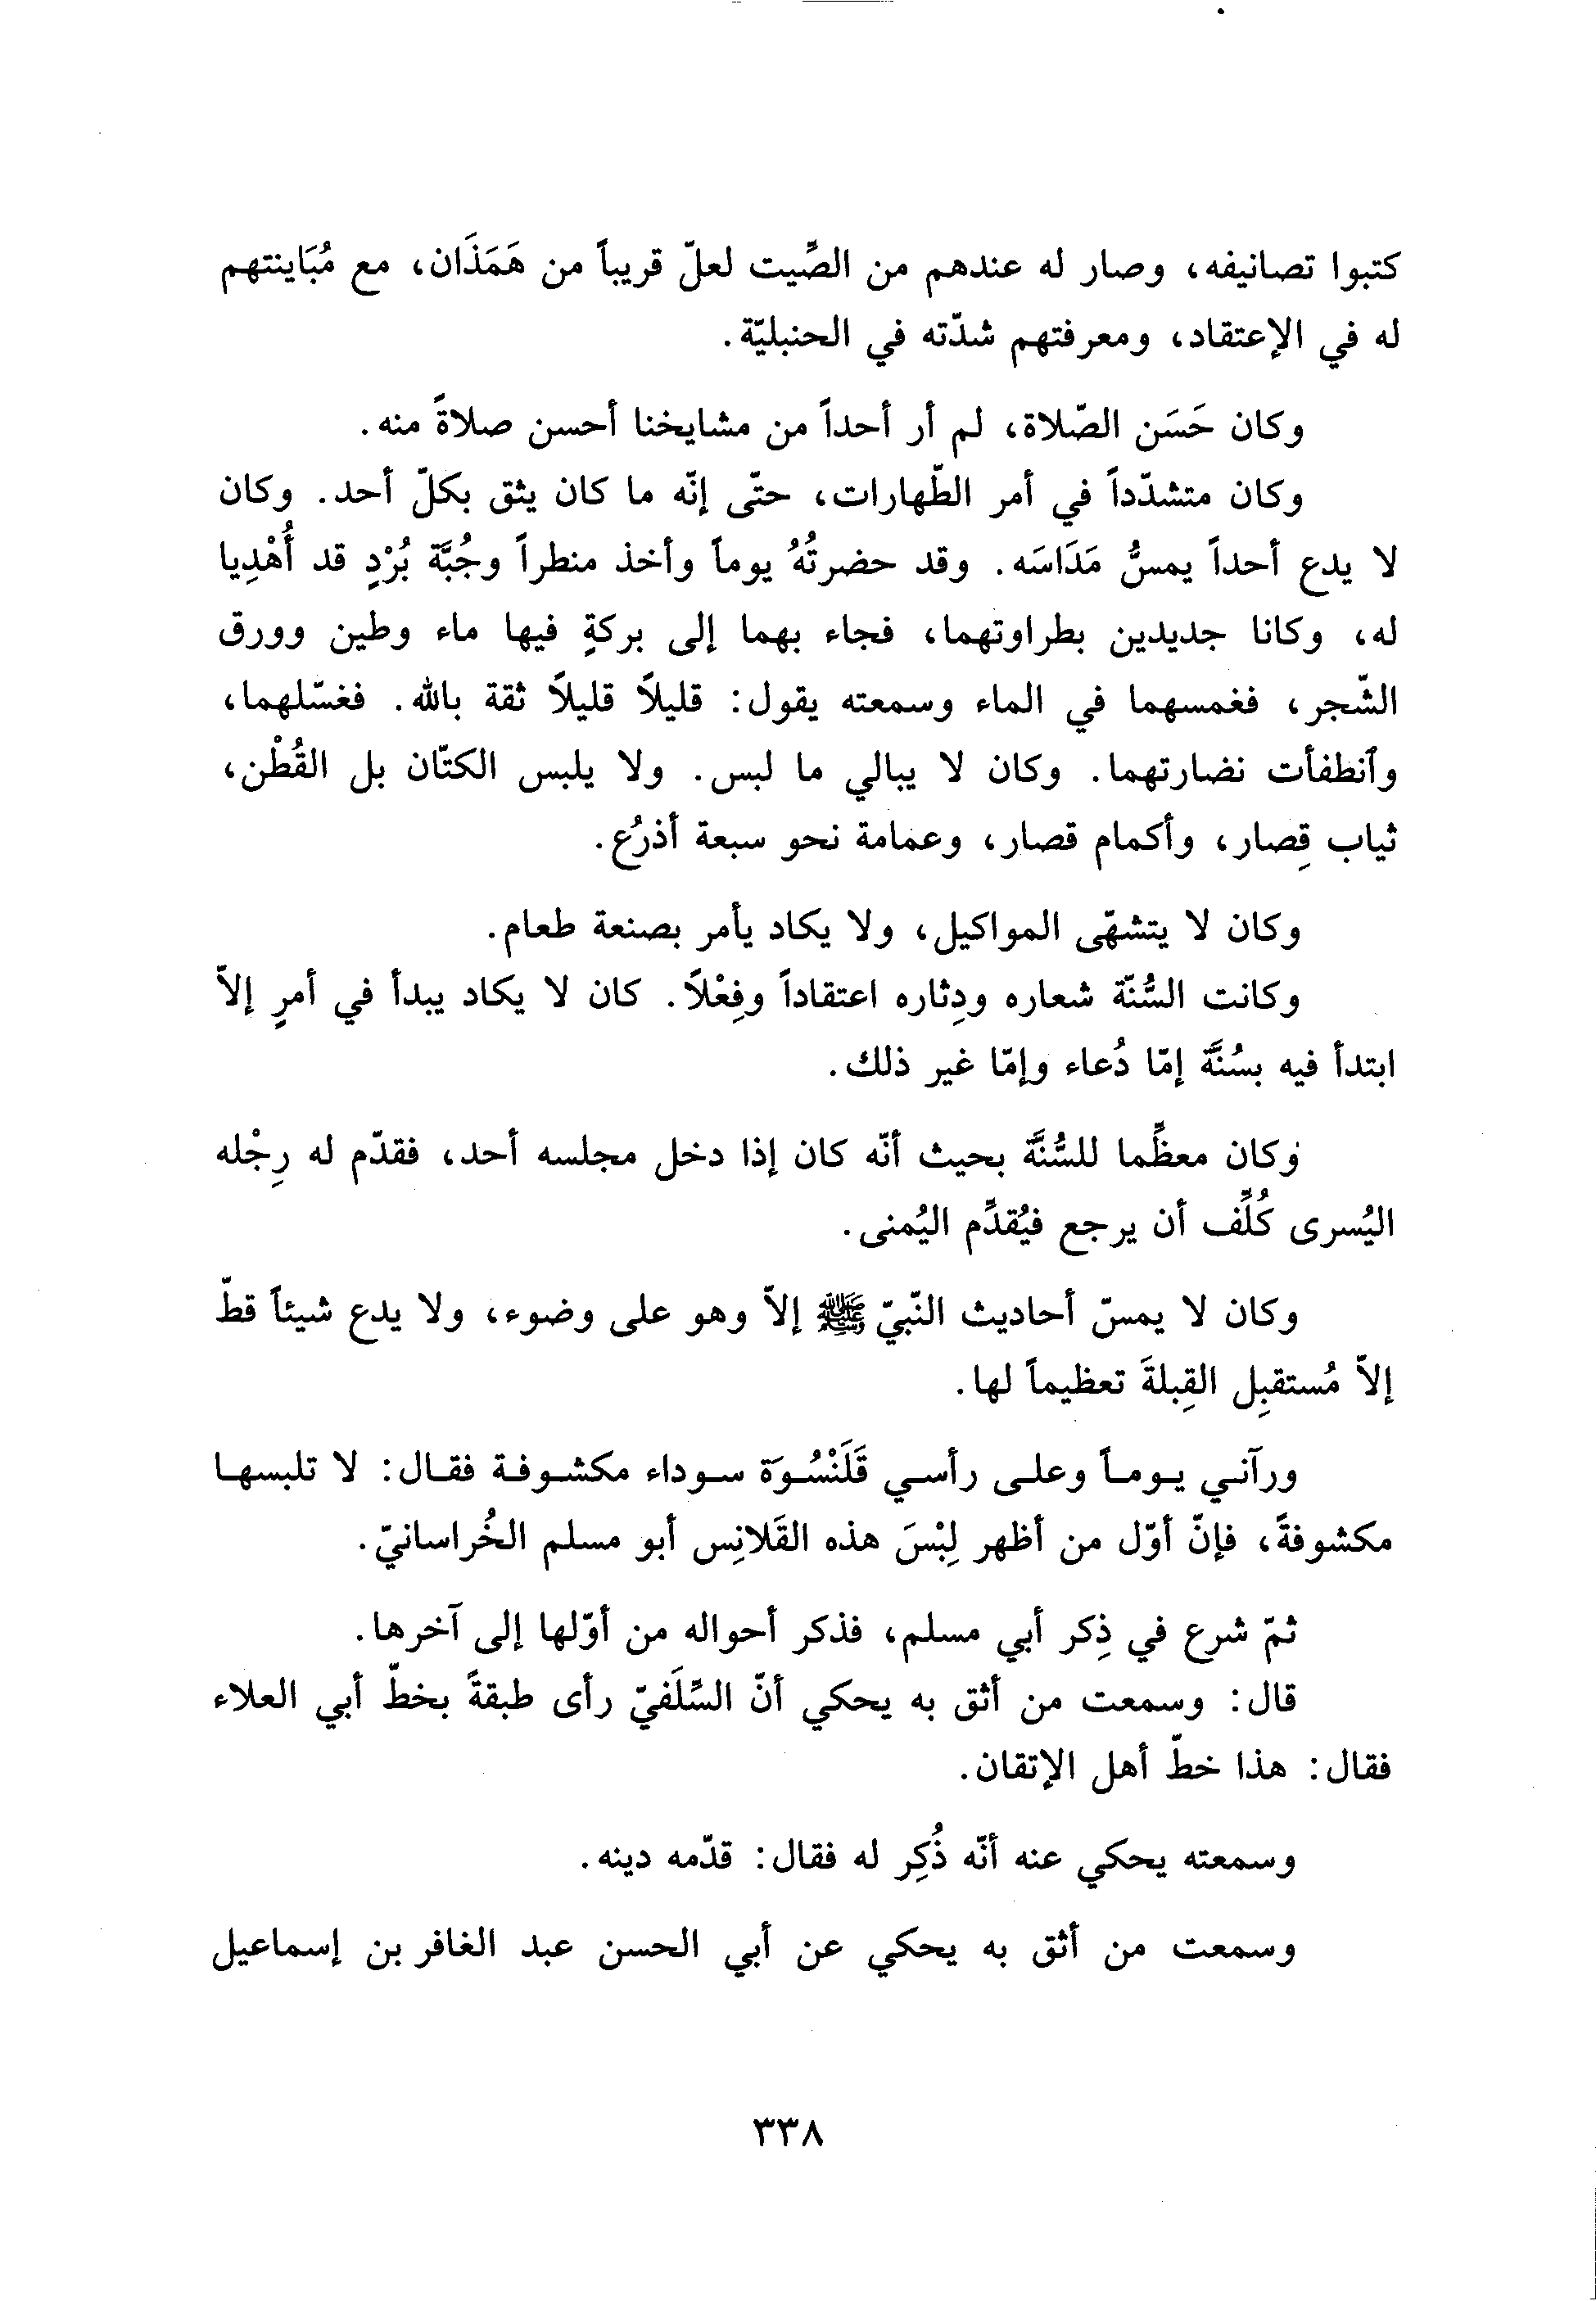 كتبوا تصانيفه، وصار له عندهم من الصِّيت لعلّ قريباً من هَمَذَان، مع مُبَاينتهم
له في الإعتقاد، ومعرفتهم شدّته في الحنبليّة.
وكان حَسَن الصّلاة، لم أر أحداً من مشايخنا أحسن صلاةً منه.
وكان متشدّداً في أمر الطّهارات، حتّى إنّه ما كان يثق بكلّ أحد. وكان
لا يدع أحداً يمسُّ مَدَاسَه. وقد حضرتُهُ يوماً وأخذ منطراً وجُبَّة بُرْدٍ قد أُهْدِيا
له، وكانا جديدين بطراوتهما، فجاء بهما إلى بركةٍ فيها ماء وطين وورق
الشّجر، فغمسهما في الماء وسمعته يقول: قليلاً قليلاً ثقة بالله. فغسّلهما،
وٱنطفأت نضارتهما. وكان لا يبالي ما لبس. ولا يلبس الكتّان بل القُطْن،
ثياب قِصار، وأكمام قصار، وعمامة نحو سبعة أذرُع.
وكان لا يتشهّى المواكيل، ولا يكاد يأمر بصنعة طعام.
وكانت السُّنّة شعاره ودِثاره اعتقاداً وفِعْلاً. كان لا يكاد يبدأ في أمرٍ إلاّ
ابتدأ فيه بسُنَّة إمّا دُعاء وإمّا غير ذلك.
وكان معظِّما للسُّنَّة بحيث أنّه كان إذا دخل مجلسه أحد، فقدّم له رِجْله
اليُسرى كُلِّف أن يرجع فيُقدِّم اليُمنى.
وكان لا يمسّ أحاديث النّبيّ ﷺ إلاّ وهو على وضوء، ولا يدع شيئاً قطّ
إلاّ مُستقبِل القِبلةَ تعظيماً لها.
ورآني يوماً وعلى رأسي قَلَنْسُوَة سوداء مكشوفة فقال: لا تلبسها
مكشوفةً، فإنّ أوّل من أظهر لِبْسَ هذه القَلانِس أبو مسلم الخُراسانيّ.
ثمّ شرع في ذِكر أبي مسلم، فذكر أحواله من أوّلها إلى آخرها.
قال: وسمعت من أثق به يحكي أنّ السِّلَفيّ رأى طبقةً بخطّ أبي العلاء
فقال: هذا خطّ أهل الإتقان.
وسمعته يحكي عنه أنّه ذُكِر له فقال: قدّمه دينه.
وسمعت من أثق به يحكي عن أبي الحسن عبد الغافر بن إسماعيل
٣٣٨